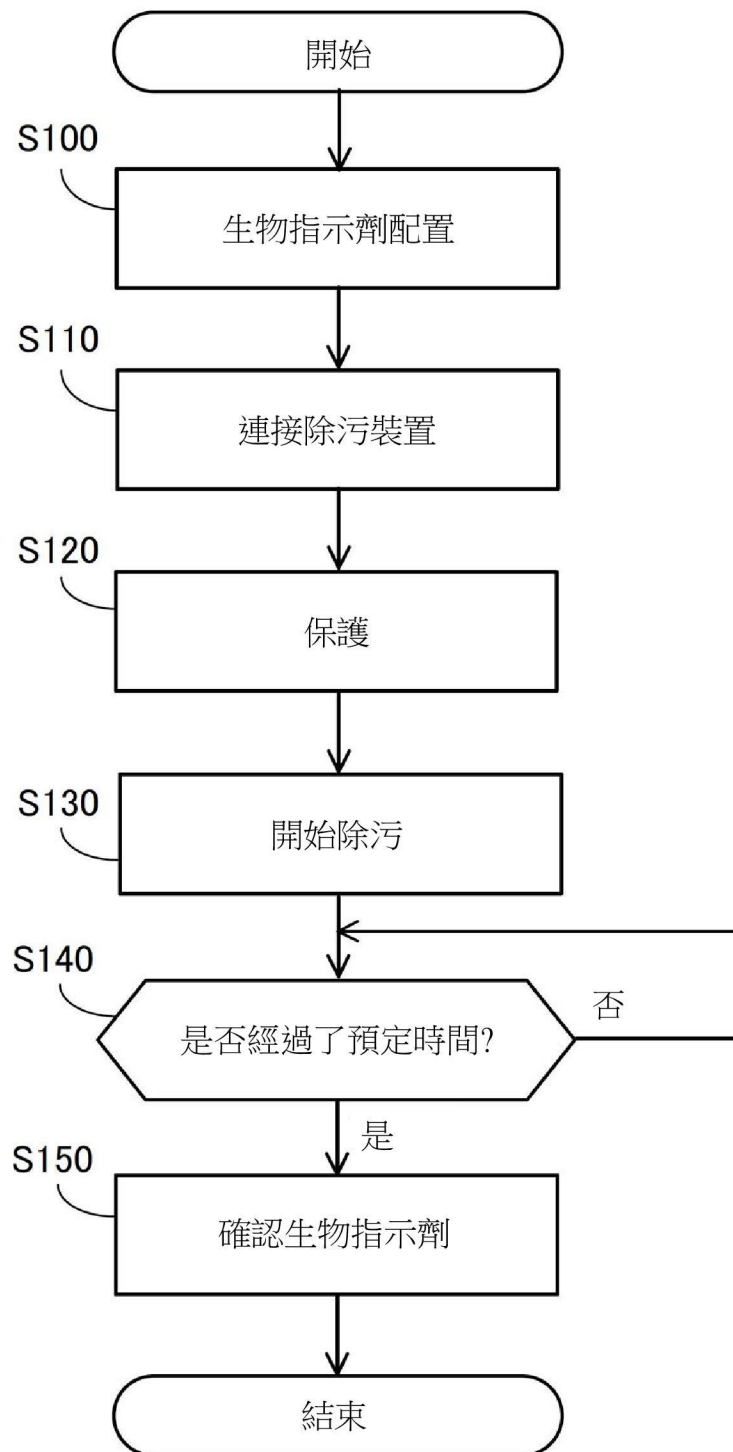 開始
S100
生物指示劑配置
S110
連接除污裝置
S120
保護
S130
開始除污
S140
是否經過了預定時間?
否
是
S150
確認生物指示劑
結束